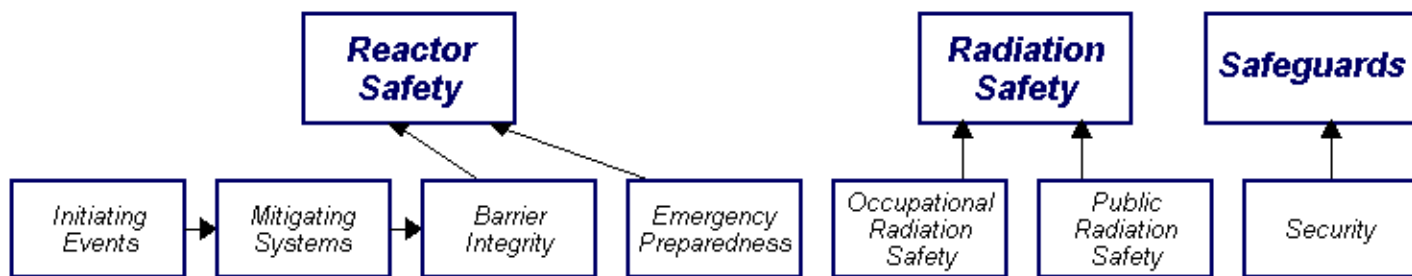 Reactor
Safety
Radiation
Safety
Safeguards
Initiating
Events
Mitigating
Systems
Barrier
Integrity
Emergency
Preparedness
Occupational
Radiation
Safety
Public
Radiation
Safety
Security